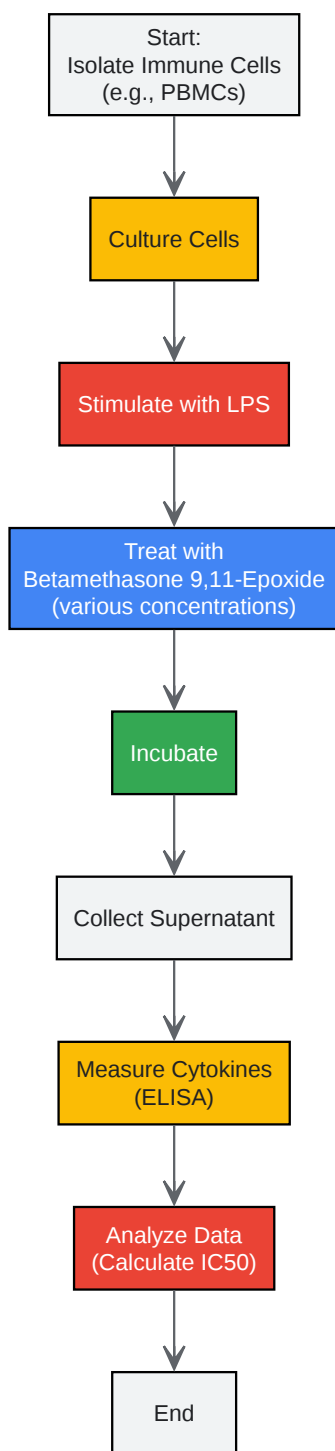 Start:
Isolate Immune Cells
(e.g., PBMCs)
Culture Cells
Stimulate with LPS
Treat with
Betamethasone 9,11-Epoxide
(various concentrations)
Incubate
Collect Supernatant
Measure Cytokines
(ELISA)
Analyze Data
(Calculate IC50)
End